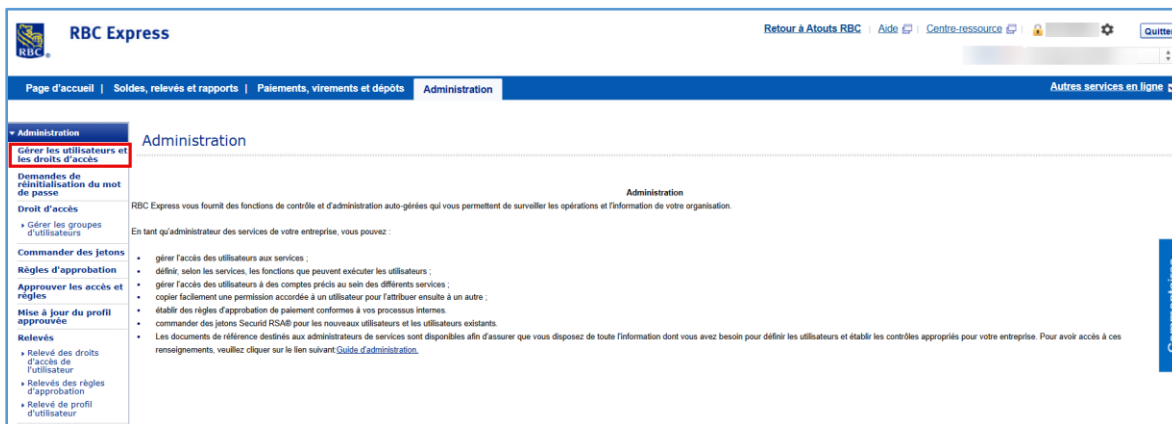 RBC Express
RBC®
Retour à Atouts RBC | Aide | Centre-ressource |
Quitter
Page d'accueil | Soldes, relevés et rapports | Paiements, virements et dépôts Administration
Autres services en ligne
Administration
Gérer les utilisateurs et
les droits d'accès
Demandes de
réinitialisation du mot
de passe
Droit d'accès
Gérer les groupes
d'utilisateurs
Commander des jetons
Règles d'approbation
Approuver les accès et
règles
Mise à jour du profil
approuvée
Relevés
Relevé des droits
d'accès de
l'utilisateur
Relevés des règles
d'approbation
Relevé de profil
d'utilisateur
Administration
Administration
RBC Express vous fournit des fonctions de contrôle et d'administration auto-gérées qui vous permettent de surveiller les opérations et l'information de votre organisation.
En tant qu'administrateur des services de votre entreprise, vous pouvez :
• gérer l'accès des utilisateurs aux services ;
• définir, selon les services, les fonctions que peuvent exécuter les utilisateurs ;
• gérer l'accès des utilisateurs à des comptes précis au sein des différents services ;
• copier facilement une permission accordée à un utilisateur pour l'attribuer ensuite à un autre ;
• établir des règles d'approbation de paiement conformes à vos processus internes.
• commander des jetons Securid RSA® pour les nouveaux utilisateurs et les utilisateurs existants.
• Les documents de référence destinés aux administrateurs de services sont disponibles afin d'assurer que vous disposez de toute l'information dont vous avez besoin pour définir les utilisateurs et établir les contrôles appropriés pour votre entreprise. Pour avoir accès à ces
renseignements, veuillez cliquer sur le lien suivant:Guide d'administration.